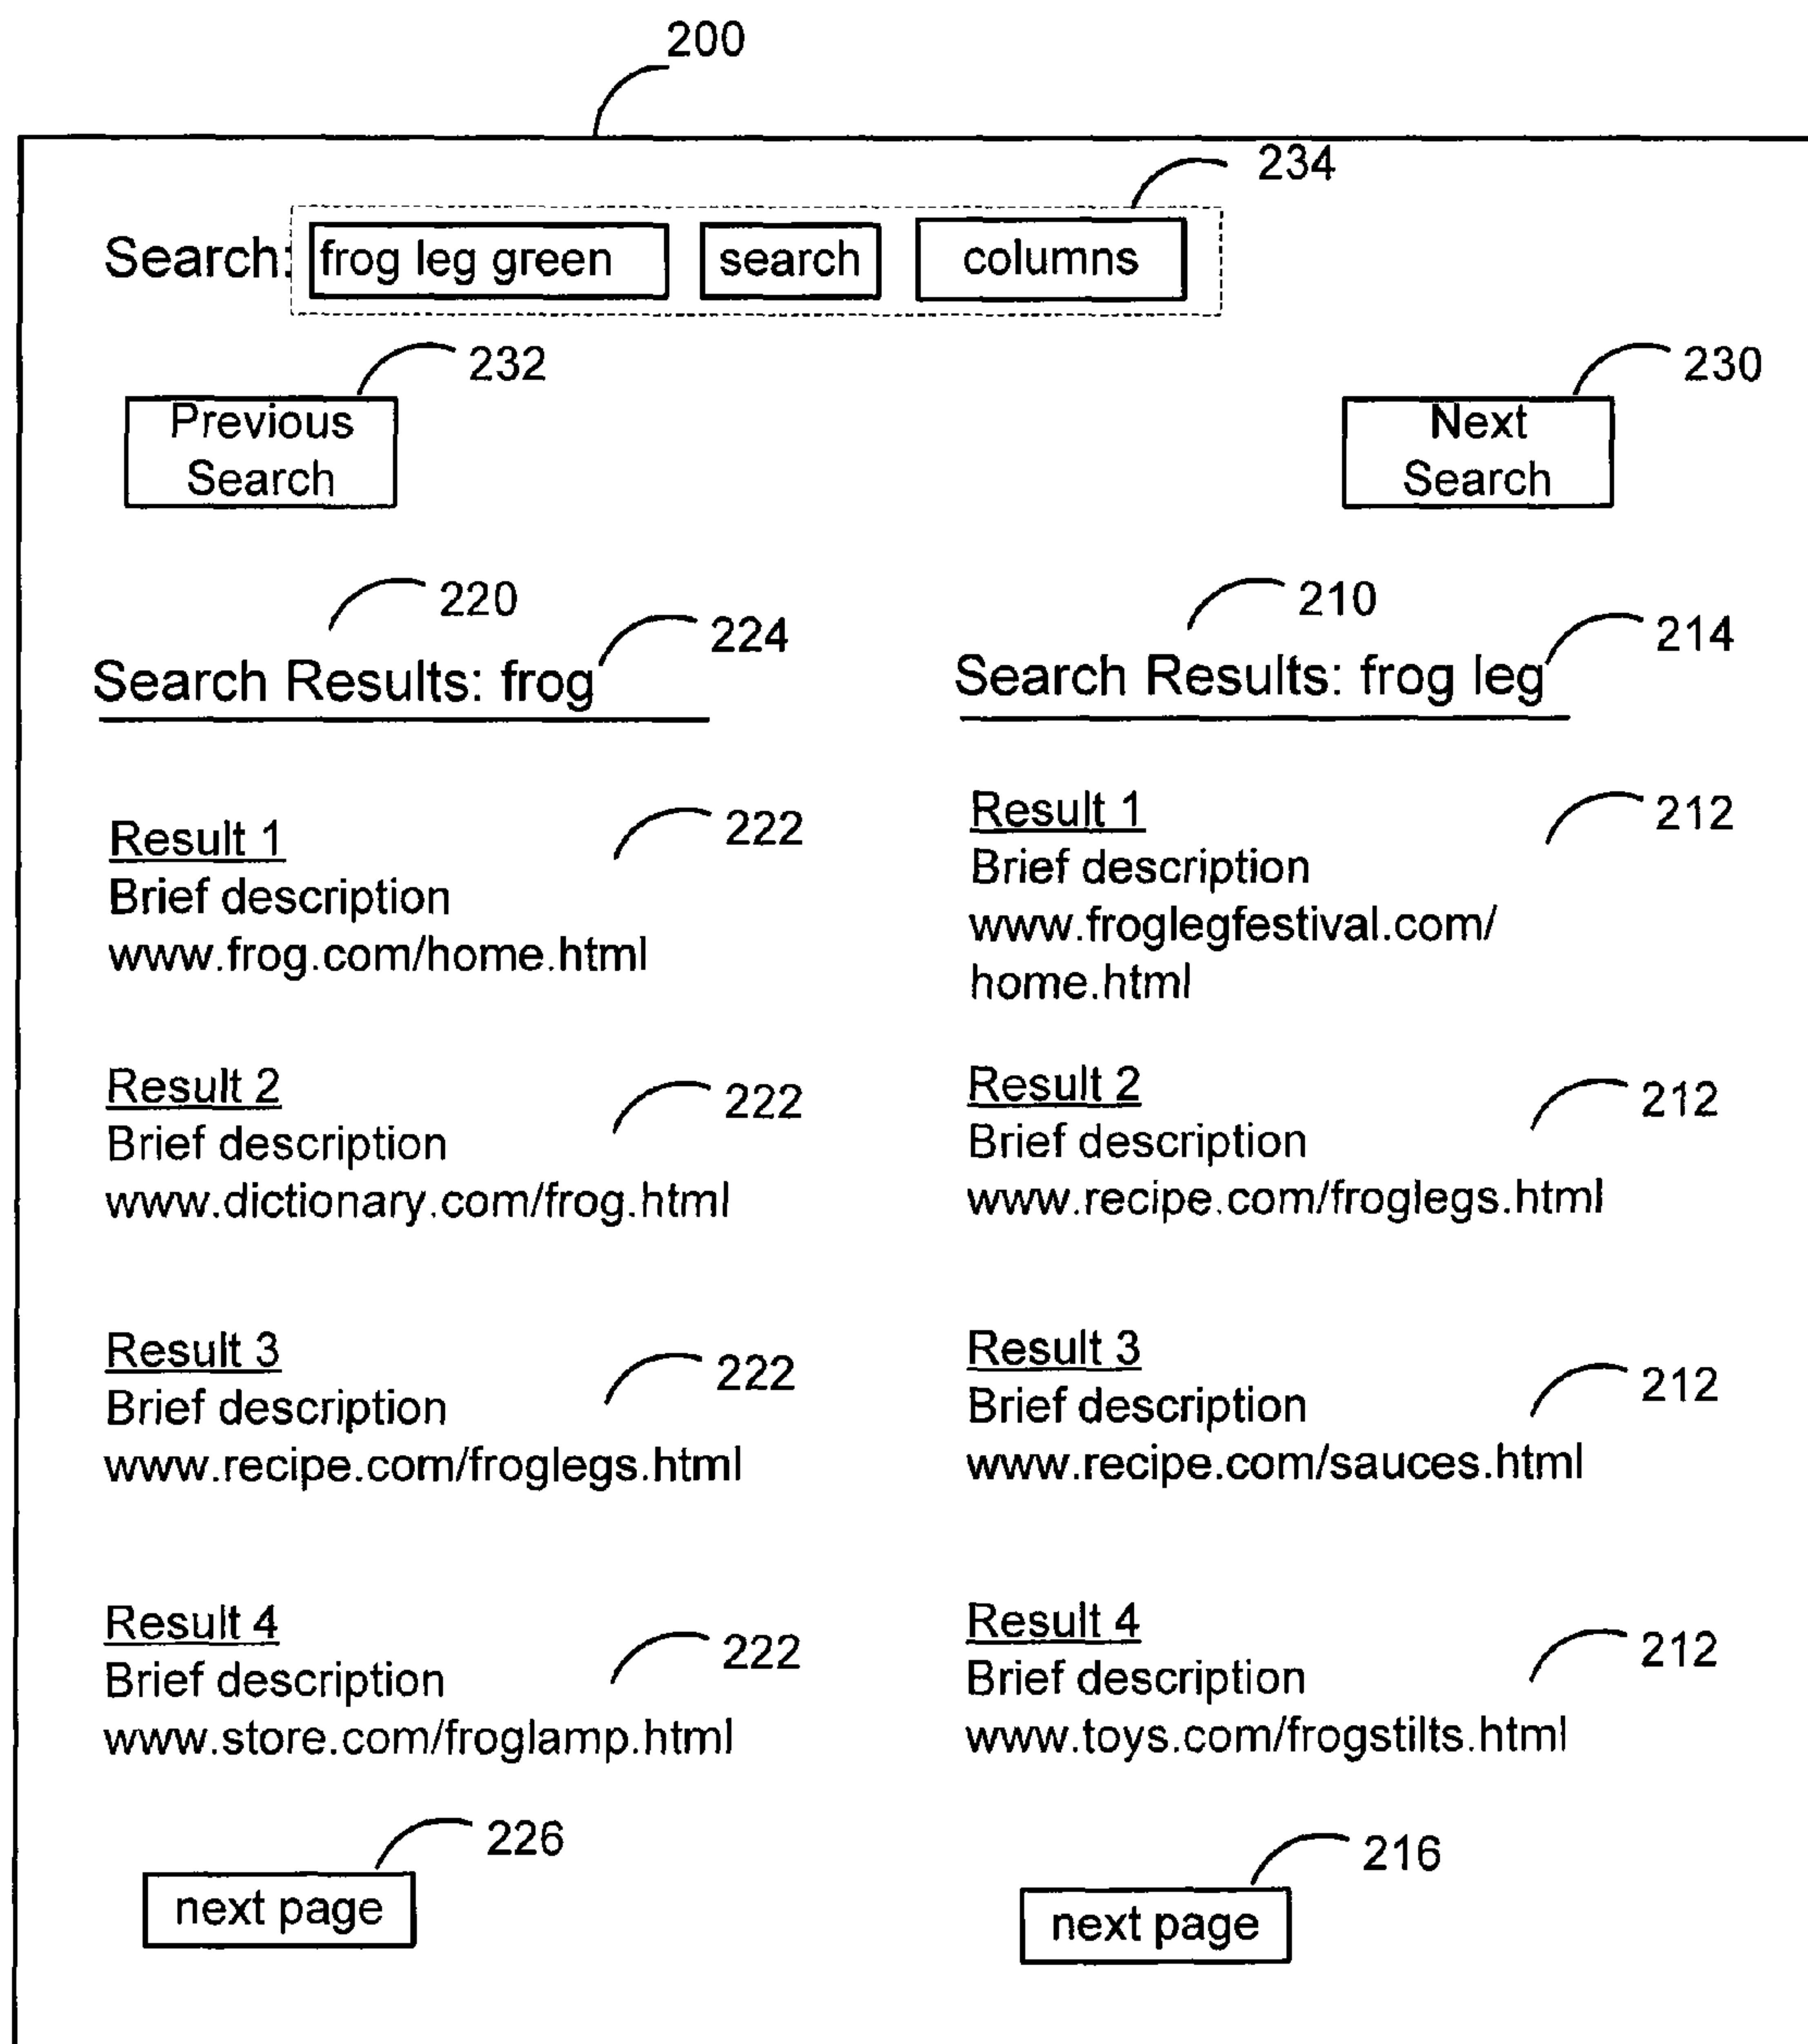 200
234
Search: frog leg green search columns
232
230
Previous
Search
Next
Search
220
210
224
214
Search Results: frog
Search Results: frog leg
Result 1
222
Brief description
www.frog.com/home.html
Result 1
212
Brief description
www.froglegfestival.com/
home.html
Result 2
222
Brief description
www.dictionary.com/frog.html
Result 2
212
Brief description
www.recipe.com/froglegs.html
Result 3
222
Brief description
www.recipe.com/froglegs.html
Result 3
212
Brief description
www.recipe.com/sauces.html
Result 4
222
Brief description
www.store.com/froglamp.html
Result 4
212
Brief description
www.toys.com/frogstilts.html
226
next page
216
next page